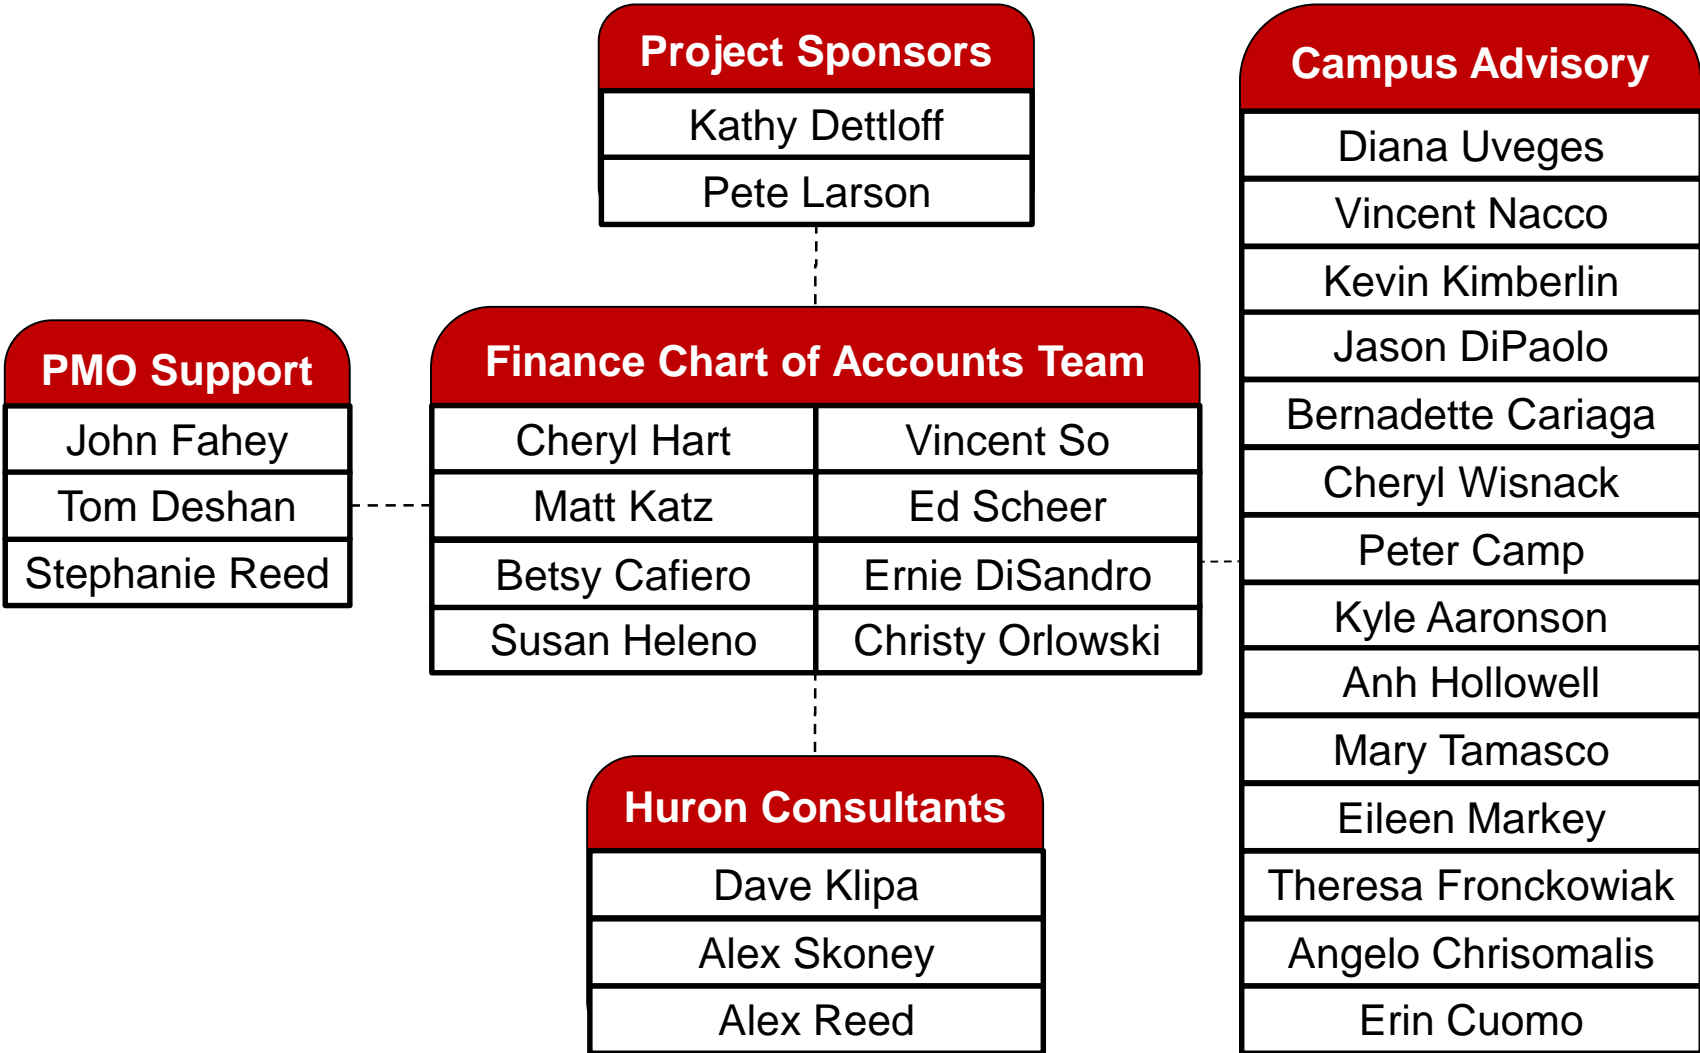 Project Sponsors
Kathy Dettloff
Pete Larson
PMO Support
John Fahey
Tom Deshan
Stephanie Reed
Finance Chart of Accounts Team
Cheryl Hart Vincent So
Matt Katz Ed Scheer
Betsy Cafiero Ernie DiSandro
Susan Heleno Christy Orlowski
Huron Consultants
Dave Klipa
Alex Skoney
Alex Reed
Campus Advisory
Diana Uveges
Vincent Nacco
Kevin Kimberlin
Jason DiPaolo
Bernadette Cariaga
Cheryl Wisnack
Peter Camp
Kyle Aaronson
Anh Hollowell
Mary Tamasco
Eileen Markey
Theresa Fronckowiak
Angelo Chrisomalis
Erin Cuomo